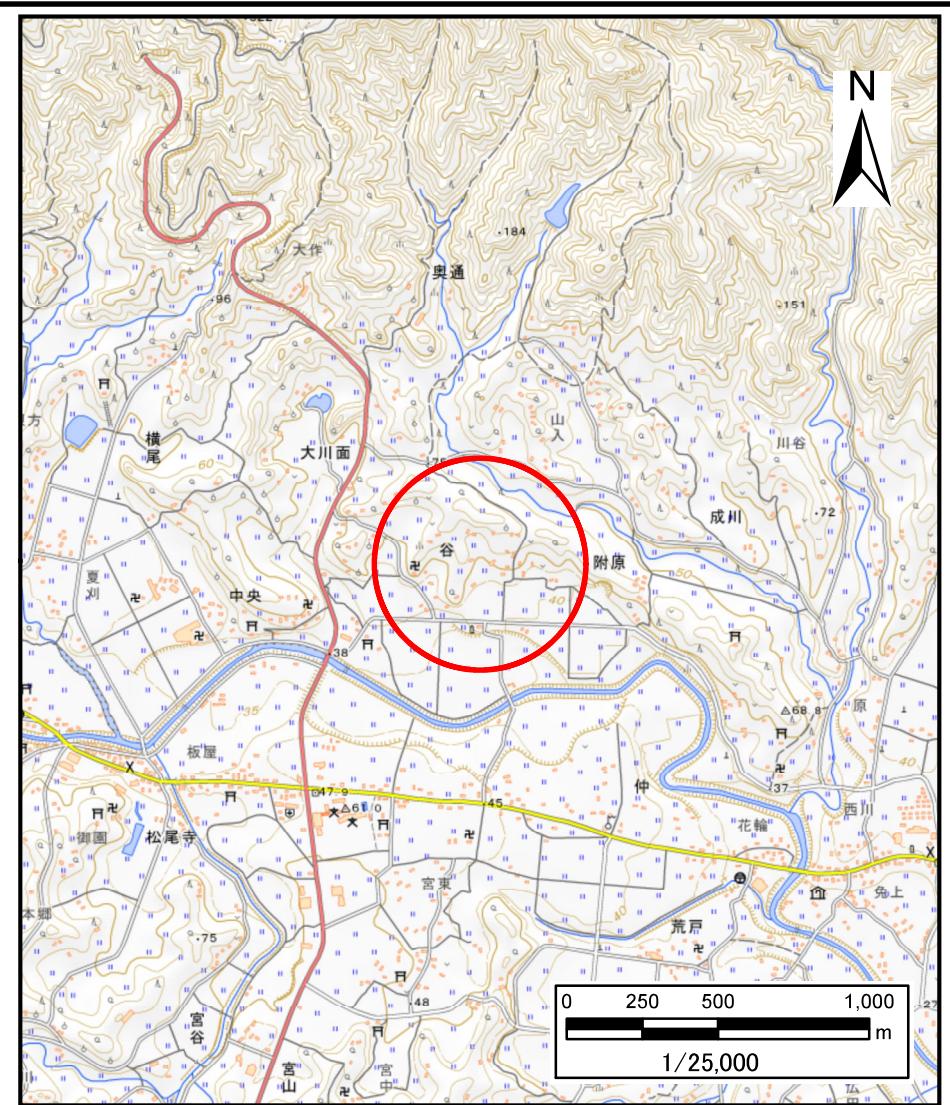 N
・184
大作
奥通
・96
・151
170
横尾
60
大川面
山入
川谷
75
成川
・72
谷
附原
50
夏刈
中央
40
・38
35
△68.8
原
板屋
仲
・37
40
47.9
△61.0
・45
西川
花輪
御園
松尾寺
宮東
免上
本郷
・75
40
荒戸
・48
宮谷
宮山
宮中
0 250 500 1,000
m
1/25,000